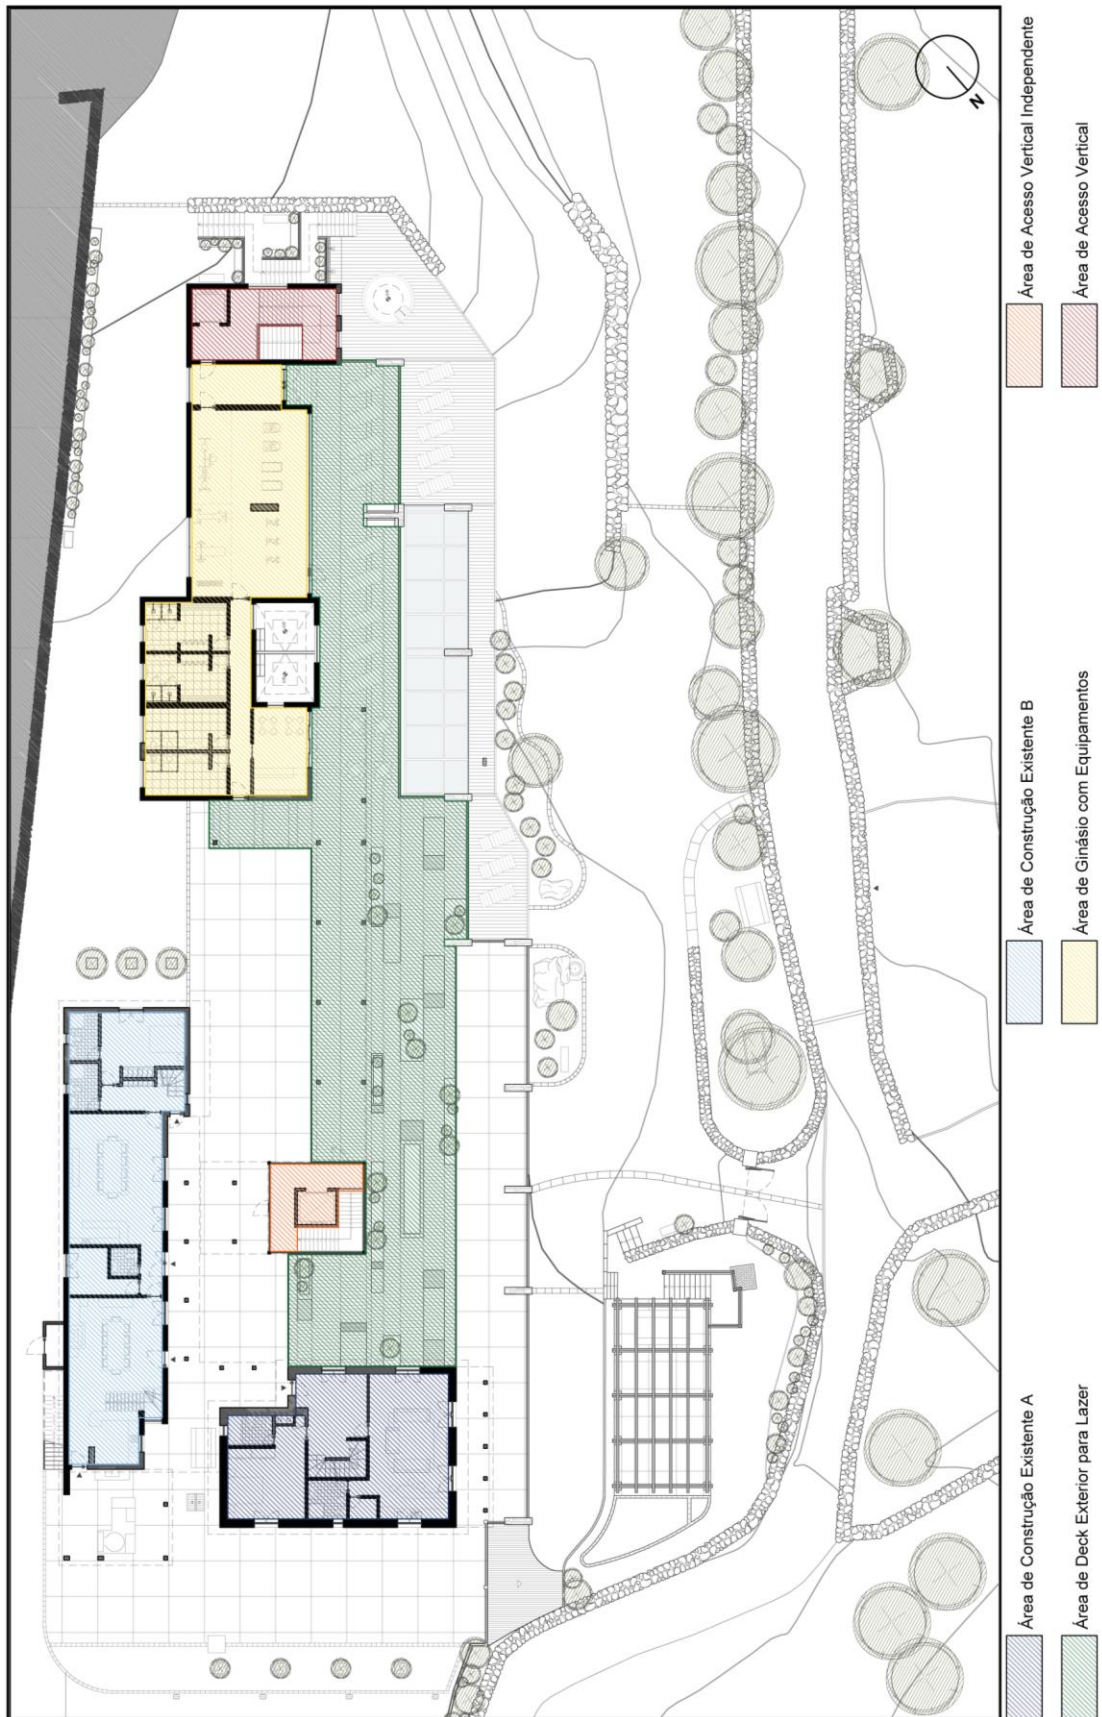 N
Área de Construção Existente A
Área de Construção Existente B
Área de Acesso Vertical Independente
Área de Deck Exterior para Lazer
Área de Ginásio com Equipamentos
Área de Acesso Vertical